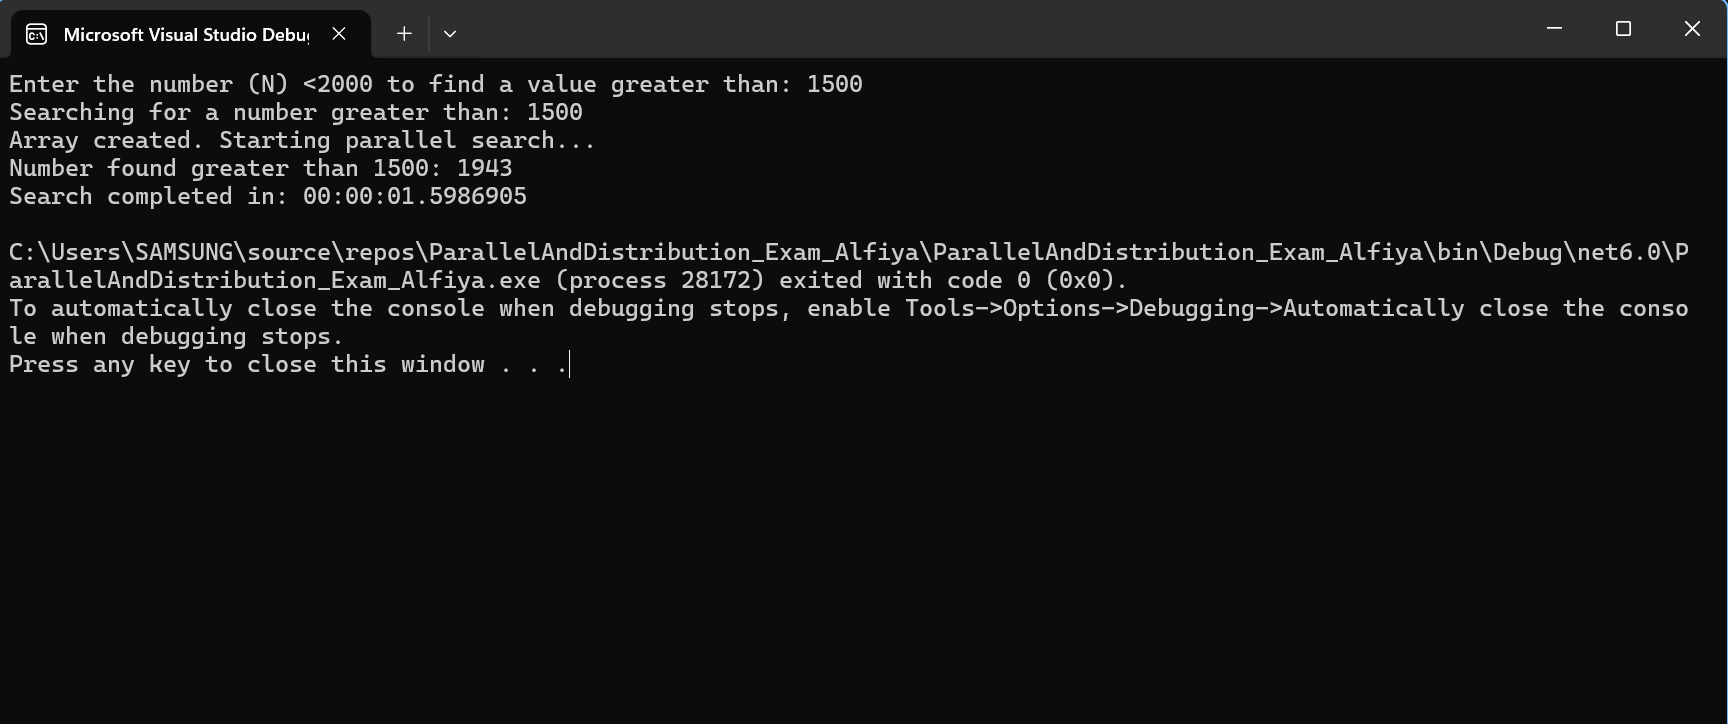 Microsoft Visual Studio Debug
Enter the number (N) <2000 to find a value greater than: 1500
Searching for a number greater than: 1500
Array created. Starting parallel search...
Number found greater than 1500: 1943
Search completed in: 00:00:01.5986905
C:\Users\SAMSUNG\source\repos\ParallelAndDistribution_Exam_Alfiya\ParallelAndDistribution_Exam_Alfiya\bin\Debug\net6.0\P
arallelAndDistribution_Exam_Alfiya.exe (process 28172) exited with code 0 (0x0).
To automatically close the console when debugging stops, enable Tools->Options->Debugging->Automatically close the conso
le when debugging stops.
Press any key to close this window . . .